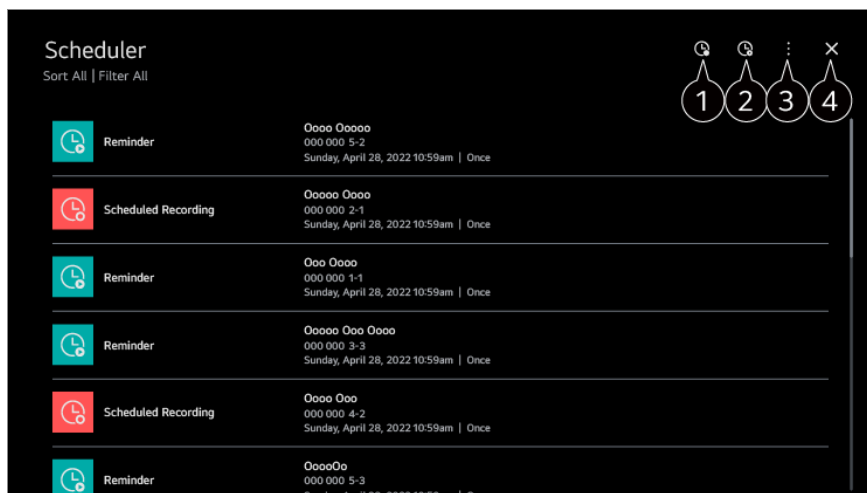 Scheduler
Sort All | Filter All
1 2 3 4
Reminder
Oooo Ooooo
000 000 5-2
Sunday, April 28, 2022 10:59am | Once
Scheduled Recording
Ooooo Oooo
000 000 2-1
Sunday, April 28, 2022 10:59am | Once
Reminder
Ooo Oooo
000 000 1-1
Sunday, April 28, 2022 10:59am | Once
Reminder
Ooooo Ooo Oooo
000 000 3-3
Sunday, April 28, 2022 10:59am | Once
Scheduled Recording
Oooo Ooo
000 000 4-2
Sunday, April 28, 2022 10:59am | Once
Reminder
OoooOo
000 000 5-3